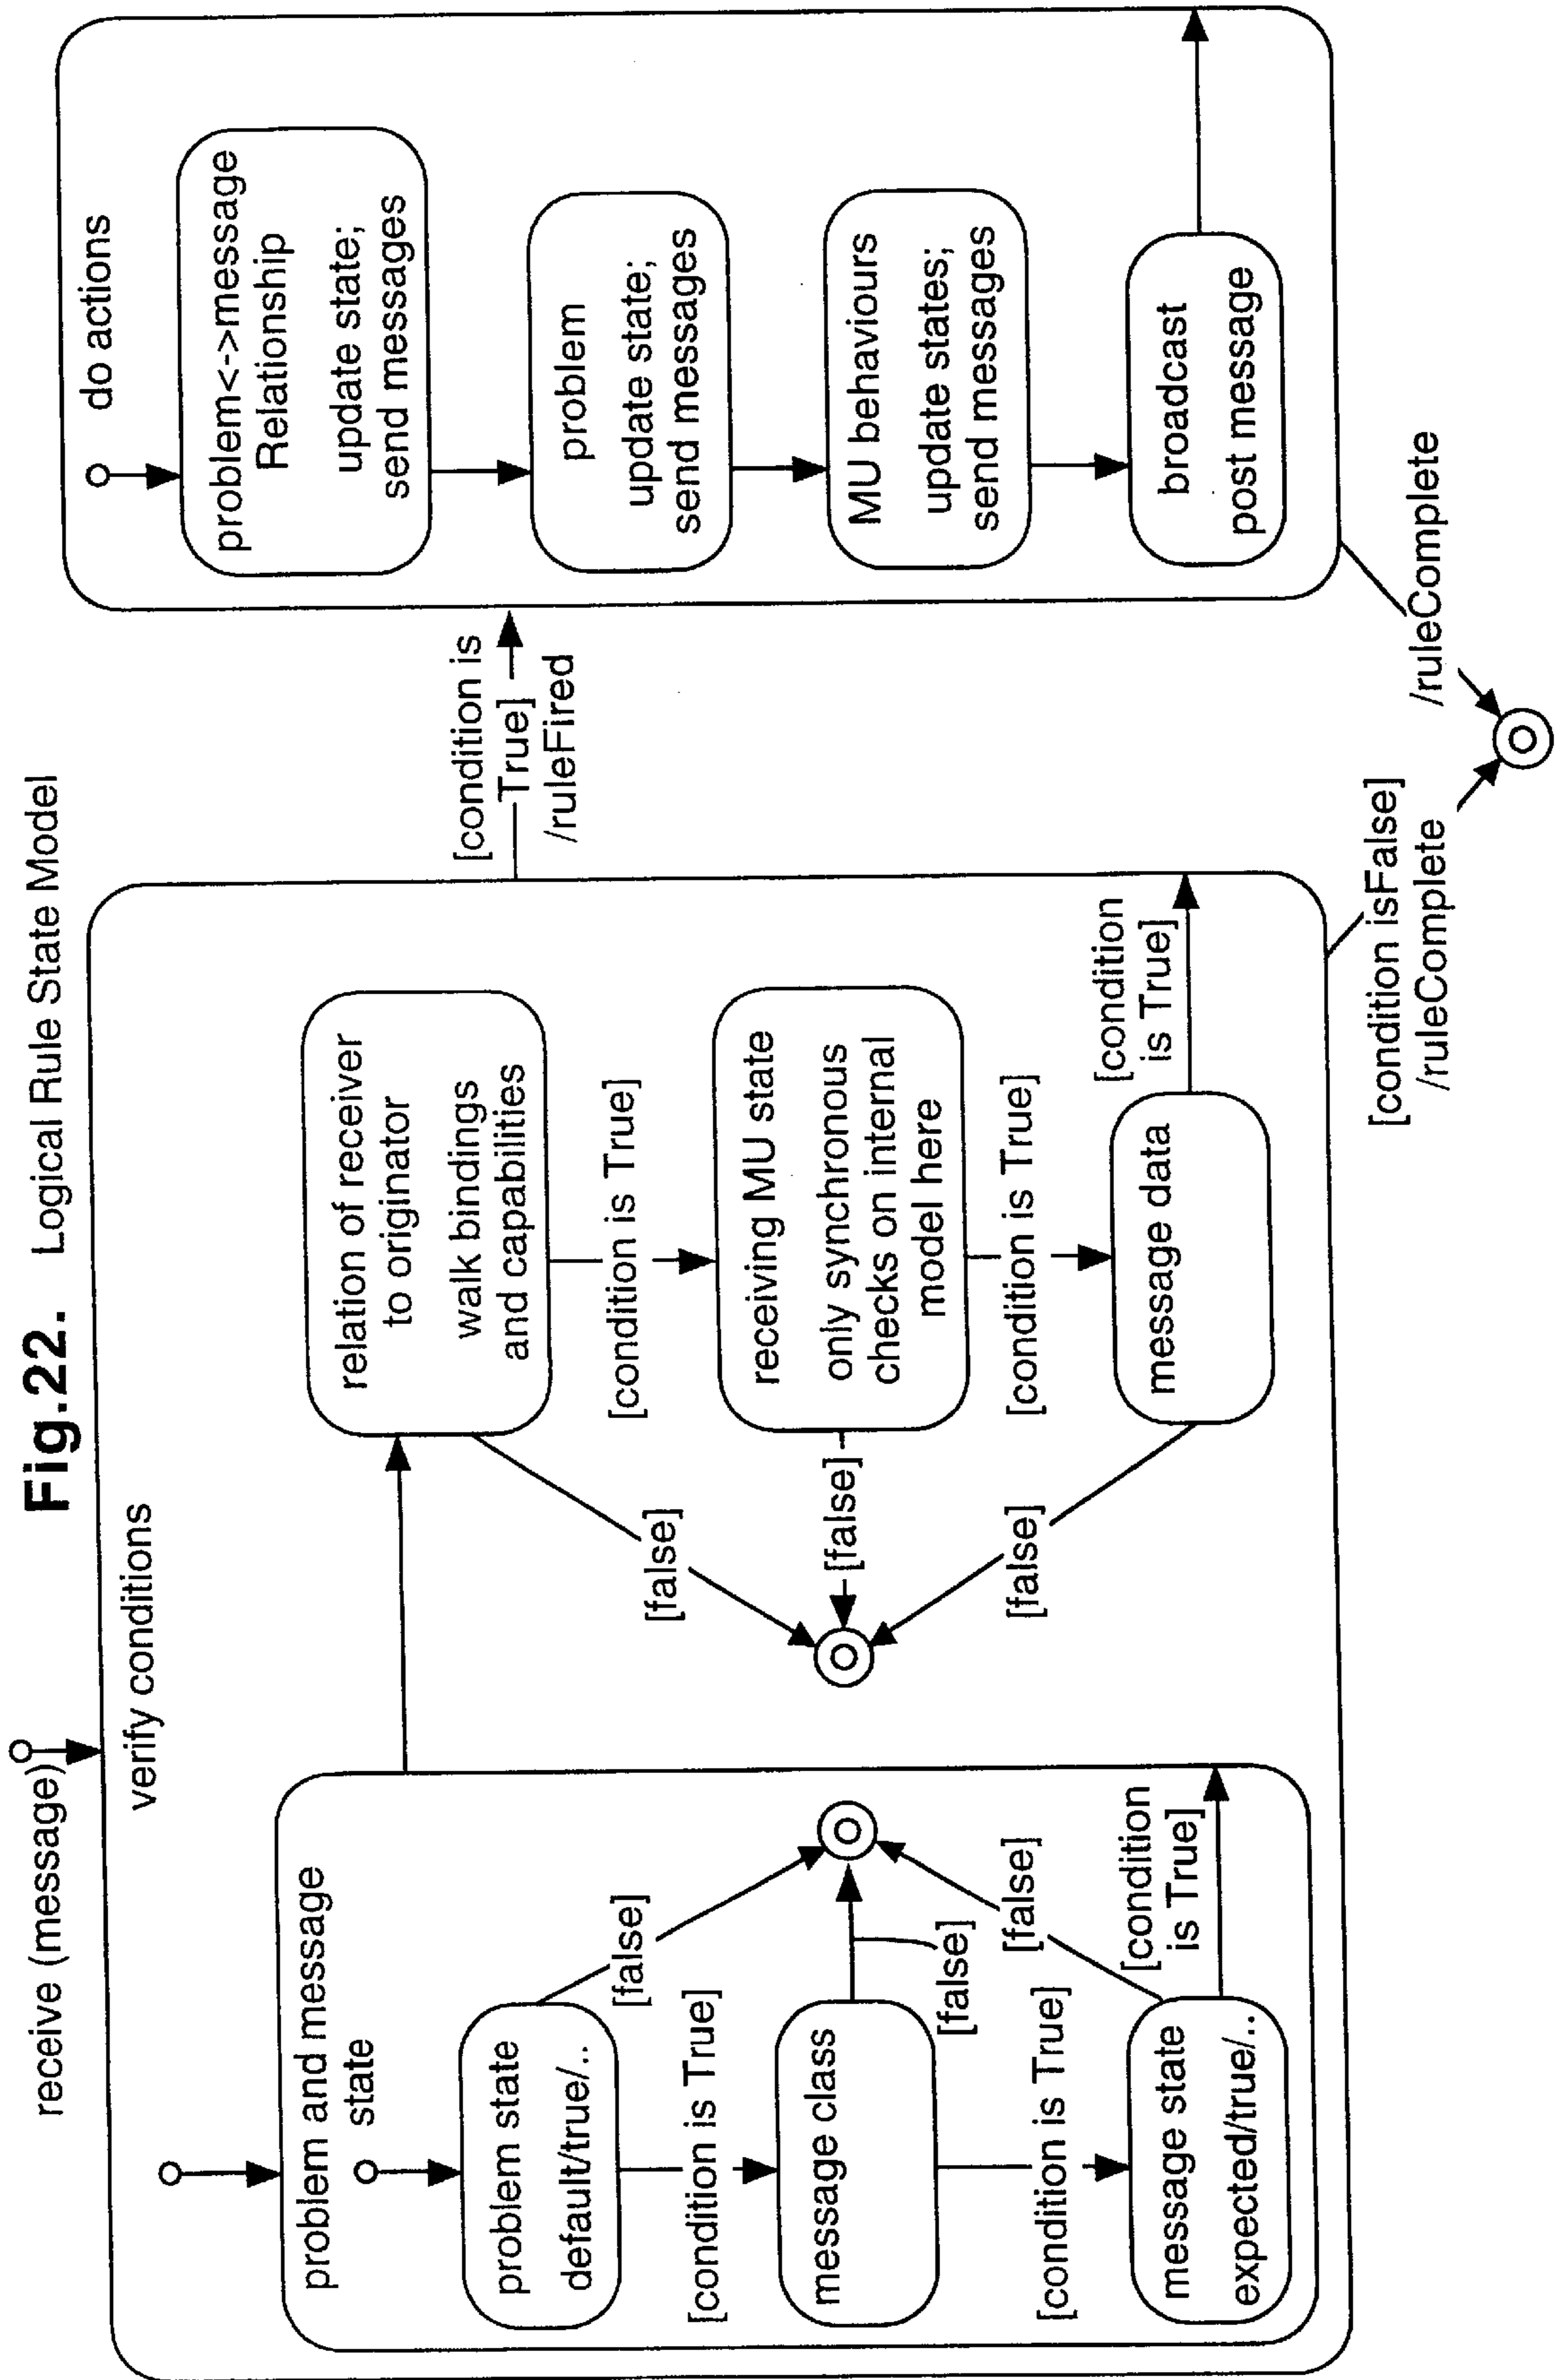 Fig.22. Logical Rule State Model
receive (message)
verify conditions
problem and message
state
problem state
default/true/..
[false]
[condition is True]
message class
[false]
[condition is True]
message state
expected/true/..
[false]
[condition
is True]
relation of receiver
to originator
walk bindings
and capabilities
[false]
[condition is True]
receiving MU state
only synchronous
checks on internal
model here
[false]
[condition is True]
message data
[false]
[condition
is True]
[condition is
True]
/ruleFired
[condition isFalse]
/ruleComplete
do actions
problem<->message
Relationship
update state;
send messages
problem
update state;
send messages
MU behaviours
update states;
send messages
broadcast
post message
/ruleComplete